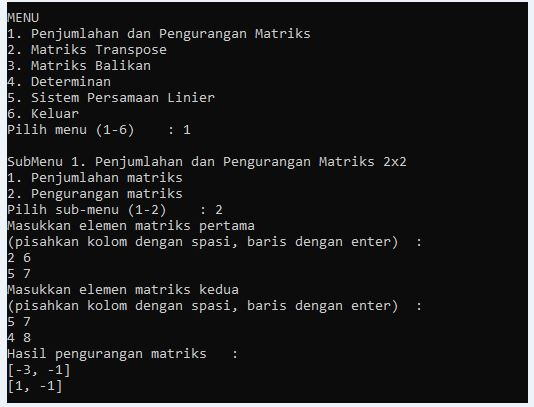 MENU
1. Penjumlahan dan Pengurangan Matriks
2. Matriks Transpose
3. Matriks Balikan
4. Determinan
5. Sistem Persamaan Linier
6. Keluar
Pilih menu (1-6)    : 1

SubMenu 1. Penjumlahan dan Pengurangan Matriks 2x2
1. Penjumlahan matriks
2. Pengurangan matriks
Pilih sub-menu (1-2)    : 2
Masukkan elemen matriks pertama
(pisahkan kolom dengan spasi, baris dengan enter)  :
2 6
5 7
Masukkan elemen matriks kedua
(pisahkan kolom dengan spasi, baris dengan enter)  :
5 7
4 8
Hasil pengurangan matriks   :
[-3, -1]
[1, -1]